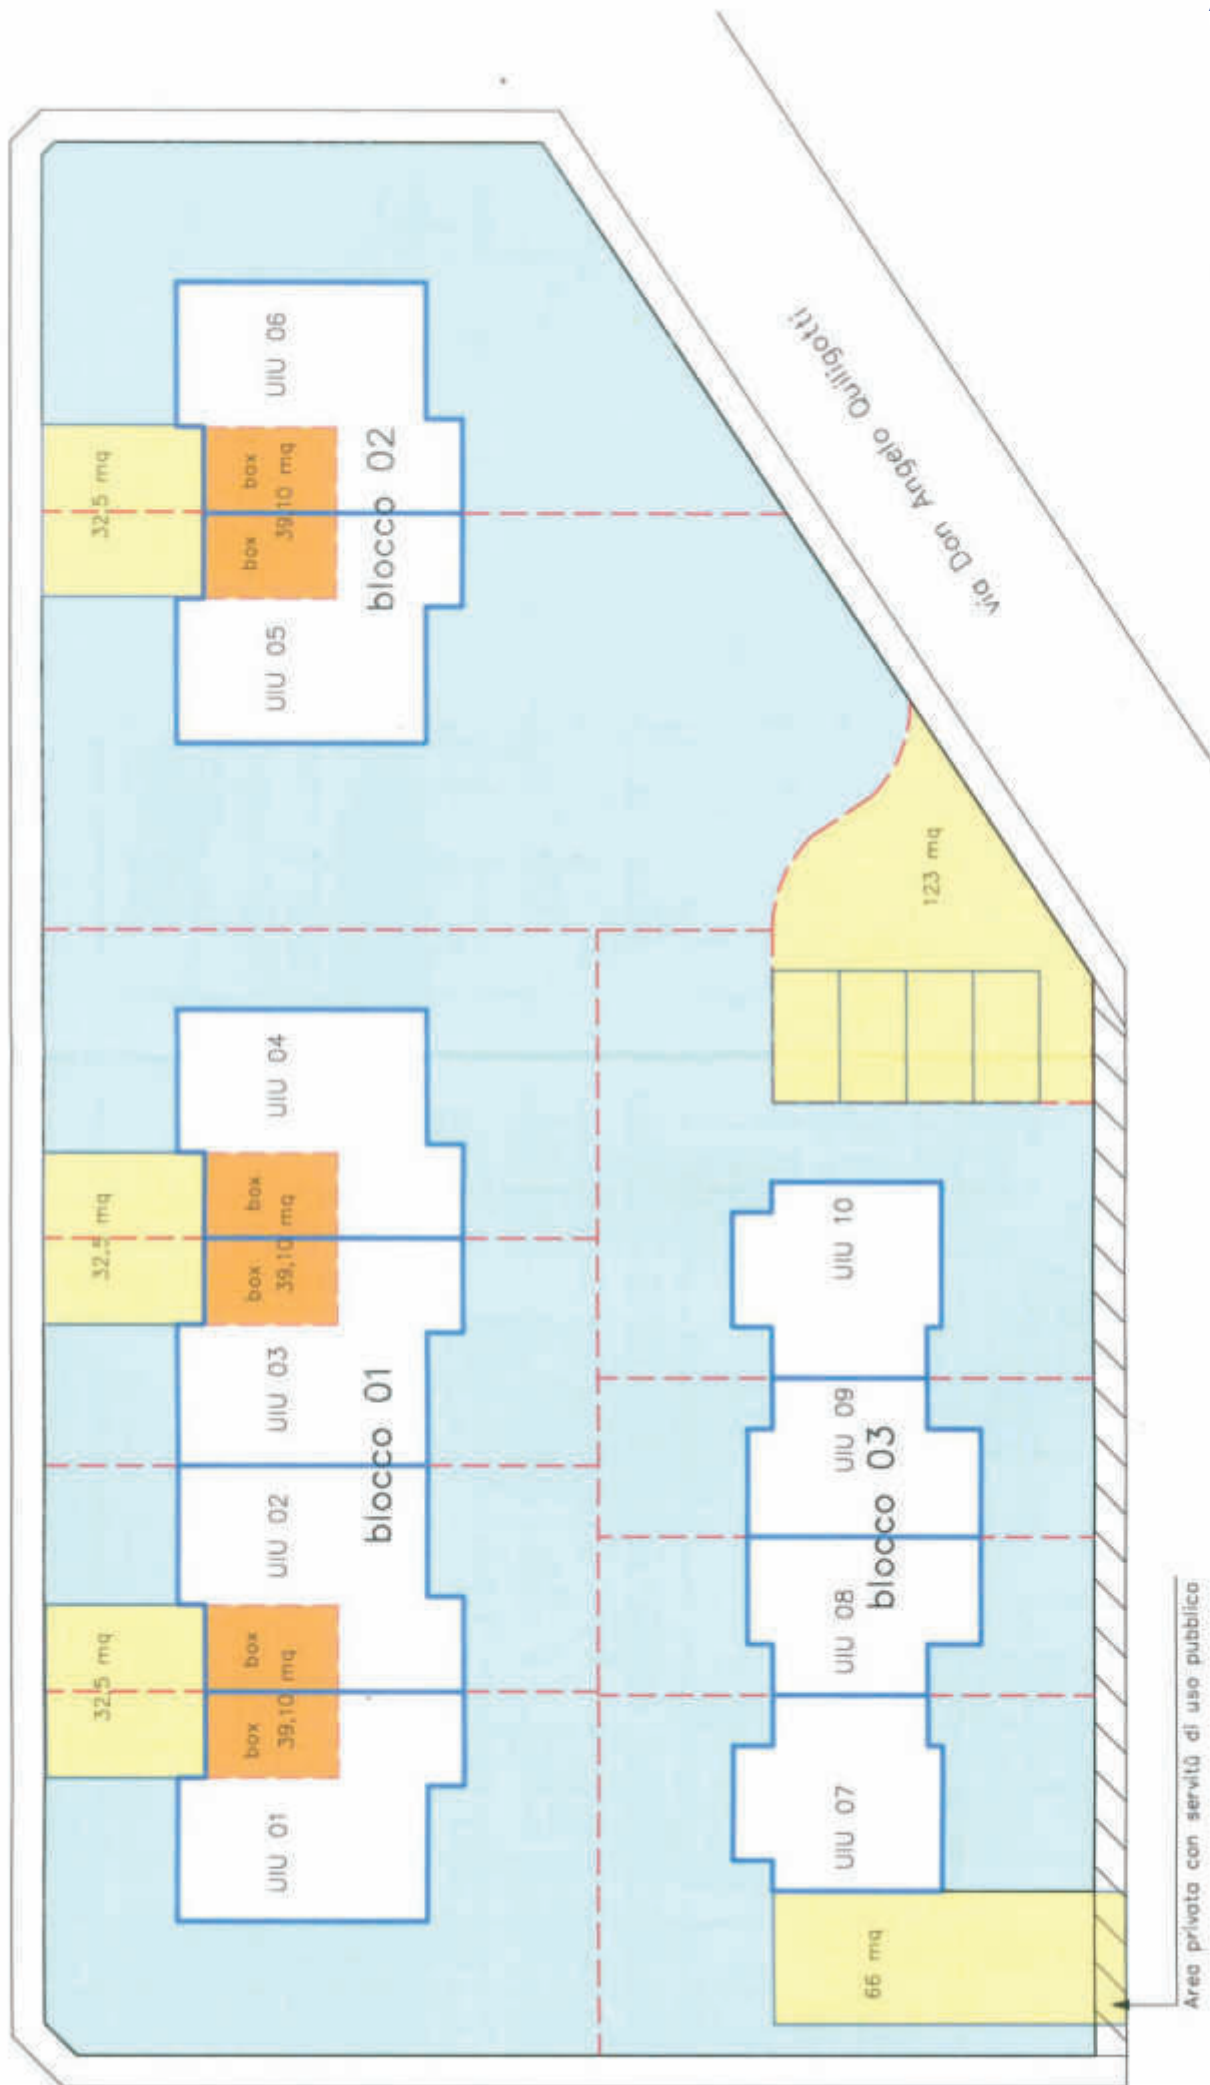 32,5 mq
box
box
39,10 mq
UIU 01
UIU 02
blocco 01
32,5 mq
box
box
39,10 mq
UIU 03
UIU 04
32,5 mq
box
box
39,10 mq
UIU 05
UIU 06
blocco 02
66 mq
UIU 07
UIU 08
UIU 09
UIU 10
blocco 03
123 mq
via Don Angelo Quiligotti
Area privata con servitù di uso pubblico